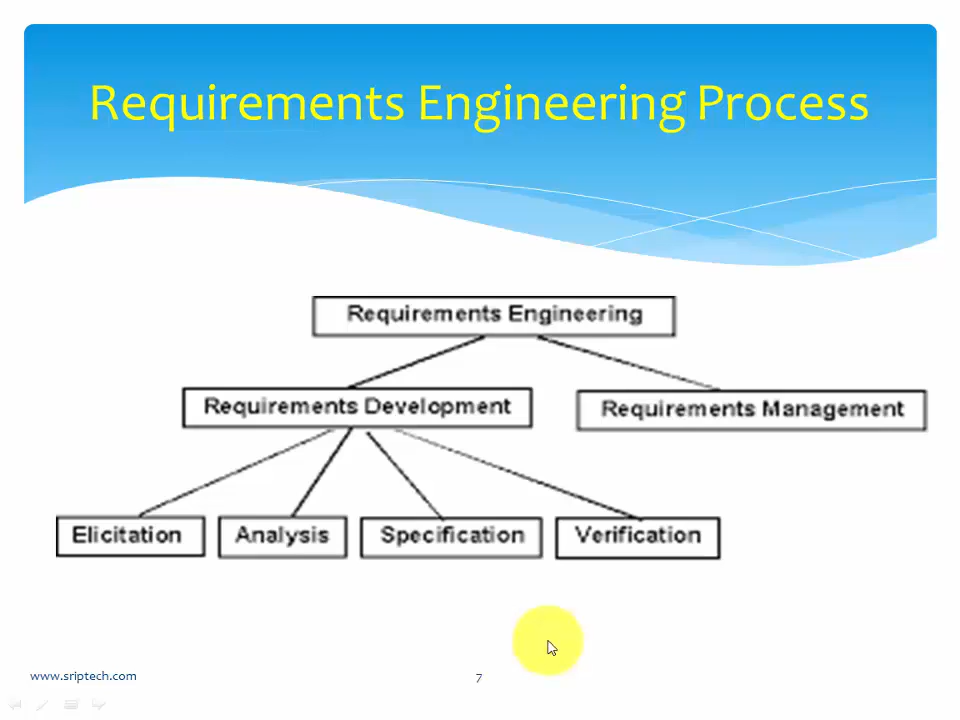 Requirements Engineering Process
Requirements Engineering
Requirements Development
Requirements Management
Elicitation
Analysis
Specification
Verification
www.sriptech.com
7